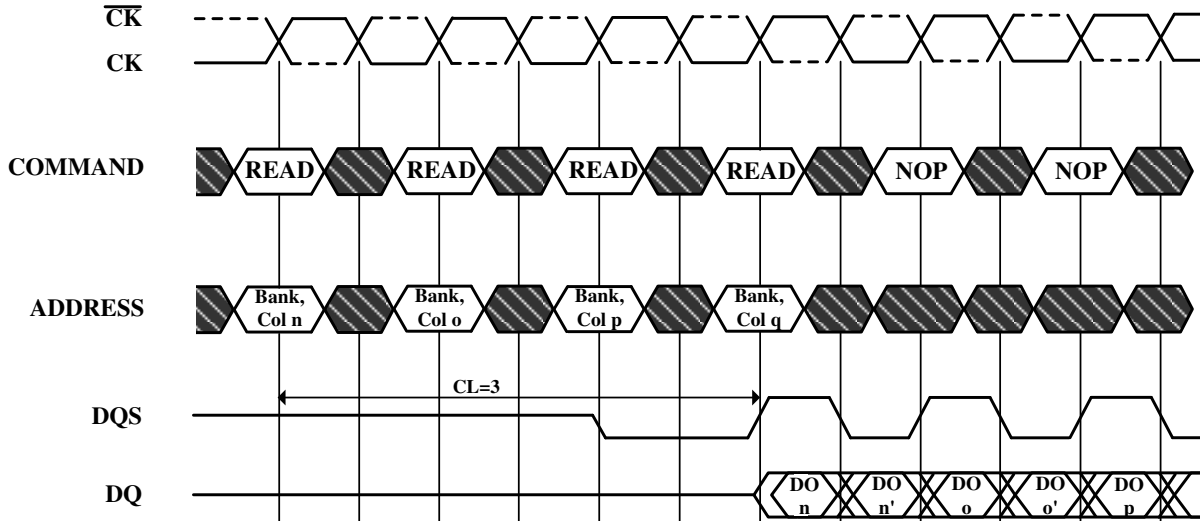 CK
CK
COMMAND READ READ READ READ NOP NOP
ADDRESS Bank, Col n Bank, Col o Bank, Col p Bank, Col q
CL=3
DQS
DQ DO n DO n' DO o DO o' DO p